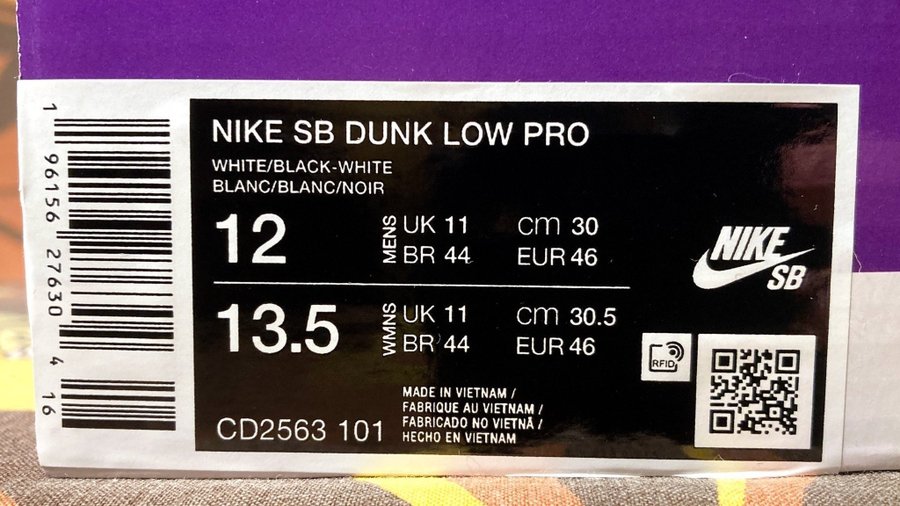 1 96156 27630 4 16
NIKE SB DUNK LOW PRO
WHITE/BLACK-WHITE
BLANC/BLANC/NOIR
12 MENS UK 11 cm 30
BR 44 EUR 46
13.5 WMNS UK 11 cm 30.5
BR 44 EUR 46
NIKE
SB
RFID
MADE IN VIETNAM /
FABRIQUE AU VIETNAM /
FABRICADO NO VIETNÃ /
HECHO EN VIETNAM
CD2563 101